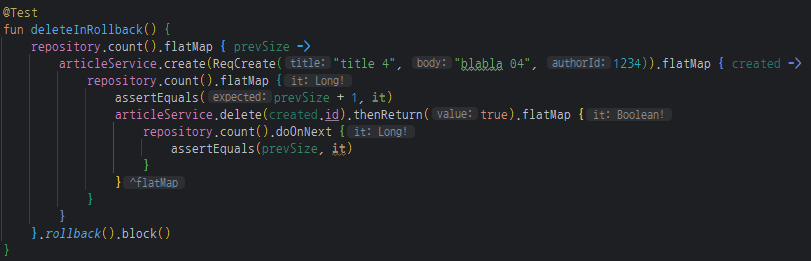 @Test
fun deleteInRollback() {
    repository.count().flatMap { prevSize ->
        articleService.create(ReqCreate( title: "title 4", body: "blabla 04", authorId: 1234)).flatMap { created ->
            repository.count().flatMap { it: Long!
                assertEquals( expected: prevSize + 1, it)
                articleService.delete(created.id).thenReturn( value: true).flatMap { it: Boolean!
                    repository.count().doOnNext { it: Long!
                        assertEquals(prevSize, it)
                    }
                } ^flatMap
            }
        }
    }.rollback().block()
}